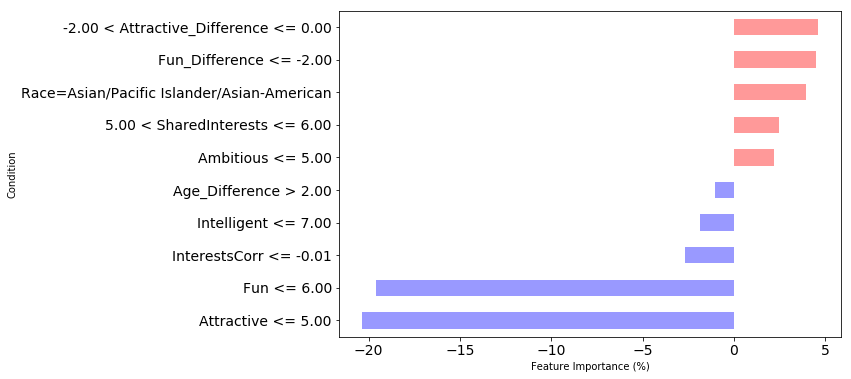 -2.00 < Attractive_Difference <= 0.00
Fun_Difference <= -2.00
Race=Asian/Pacific Islander/Asian-American
5.00 < SharedInterests <= 6.00
Ambitious <= 5.00
Age_Difference > 2.00
Intelligent <= 7.00
InterestsCorr <= -0.01
Fun <= 6.00
Attractive <= 5.00
Condition
−20 −15 −10 −5 0 5
Feature Importance (%)